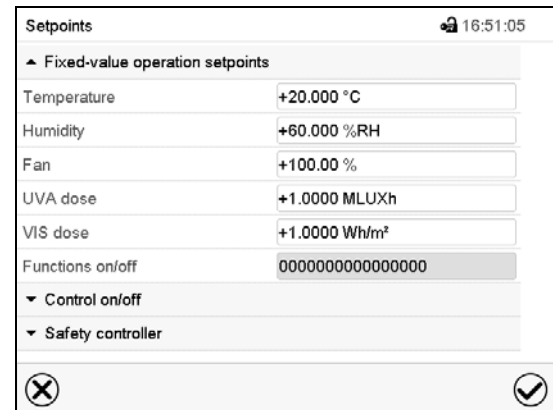 Setpoints 16:51:05
Fixed-value operation setpoints
Temperature +20.000 °C
Humidity +60.000 %RH
Fan +100.00 %
UVA dose +1.0000 MLUXh
VIS dose +1.0000 Wh/m²
Functions on/off 0000000000000000
Control on/off
Safety controller